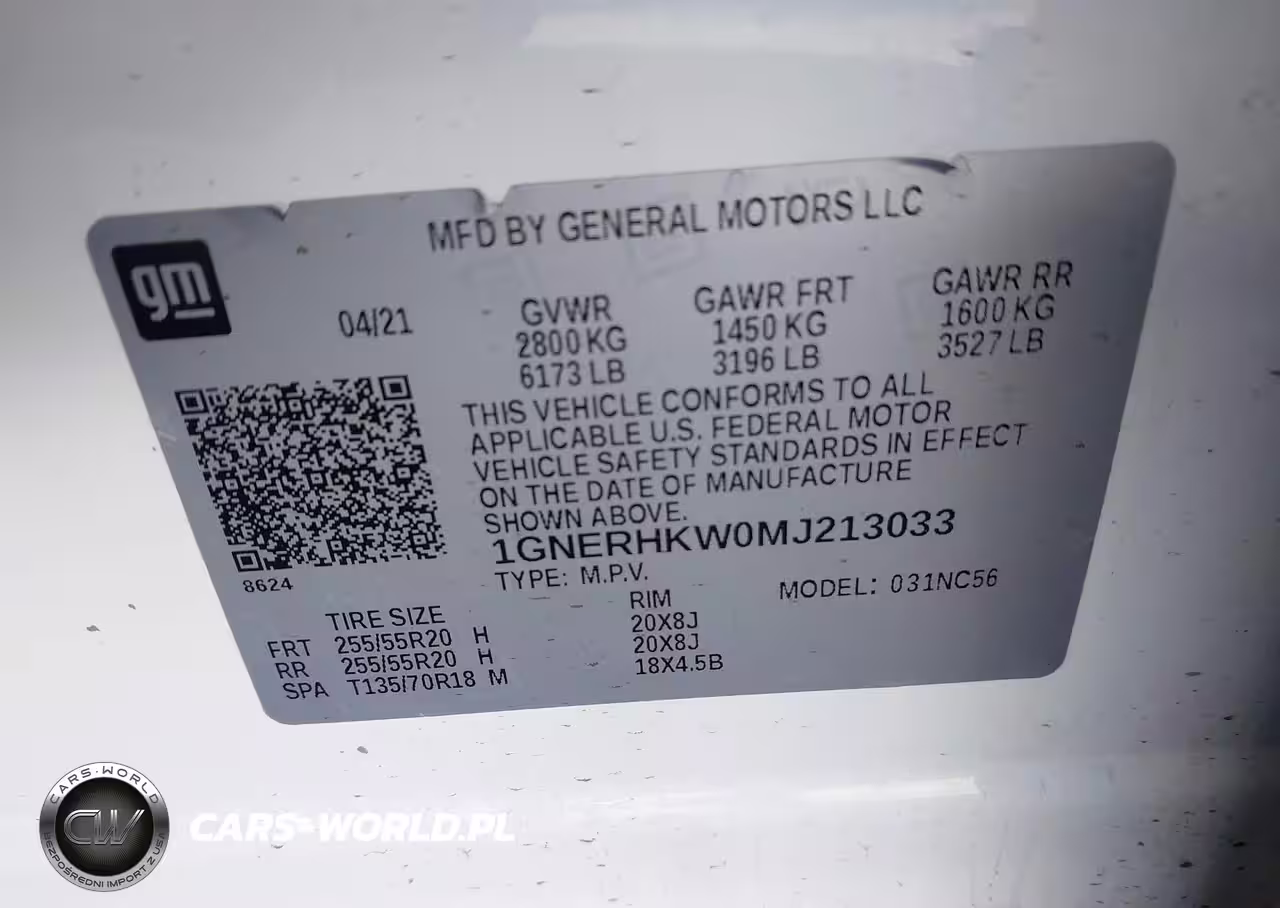 MFD BY GENERAL MOTORS LLC
gm
04/21
GVWR
2800 KG
6173 LB
GAWR FRT
1450 KG
3196 LB
GAWR RR
1600 KG
3527 LB
THIS VEHICLE CONFORMS TO ALL
APPLICABLE U.S. FEDERAL MOTOR
VEHICLE SAFETY STANDARDS IN EFFECT
ON THE DATE OF MANUFACTURE
SHOWN ABOVE.
1GNERHKW0MJ213033
TYPE: M.P.V.
MODEL: 031NC56
8624
TIRE SIZE
RIM
FRT 255/55R20 H 20X8J
RR 255/55R20 H 20X8J
SPA T135/70R18 M 18X4.5B
CARS-WORLD
CW
BEZPOŚREDNI IMPORT Z USA
CARS-WORLD.PL